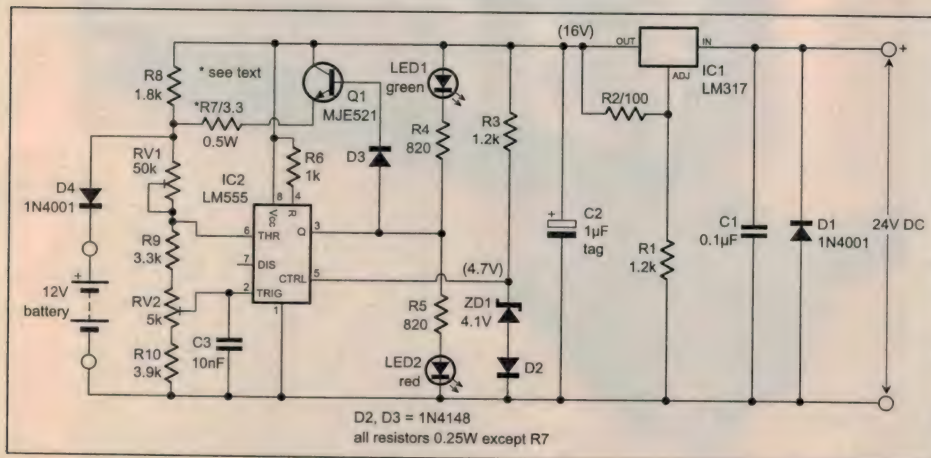 R8
1.8k
* see text
*R7/3.3
0.5W
Q1
MJE521
LED1
green
(16V)
OUT
IN
ADJ
IC1
LM317
R2/100
R3
1.2k
R4
820
D3
R6
1k
RV1
50k
IC2
LM555
D4
1N4001
8
4
Vcc
R
6
THR
Q
3
7
DIS
CTRL
5
2
TRIG
1
(4.7V)
R9
3.3k
RV2
5k
R10
3.9k
12V
battery
+
C3
10nF
R5
820
LED2
red
ZD1
4.1V
D2
+
C2
1µF
tag
R1
1.2k
C1
0.1µF
D1
1N4001
+
24V DC
D2, D3 = 1N4148
all resistors 0.25W except R7